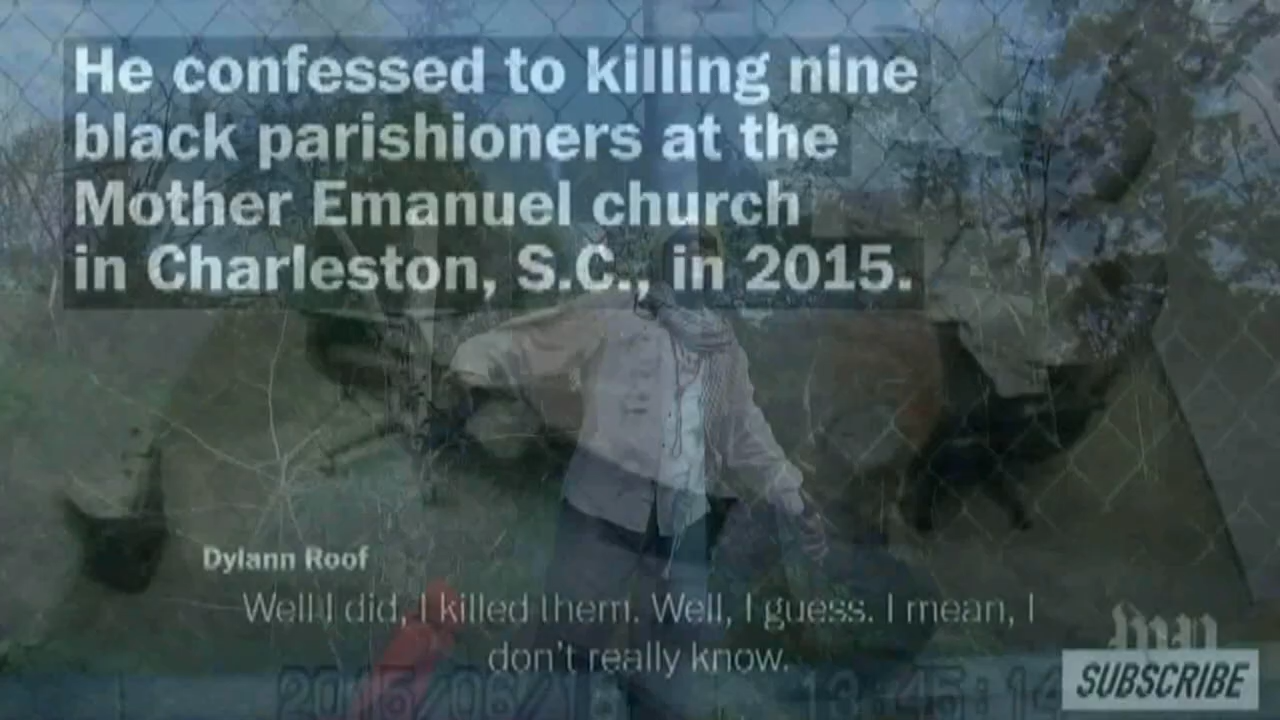 He confessed to killing nine
black parishioners at the
Mother Emanuel church
in Charleston, S.C., in 2015.
Dylann Roof
Well I did, I killed them. Well, I guess. I mean, I
don't really know.
SUBSCRIBE